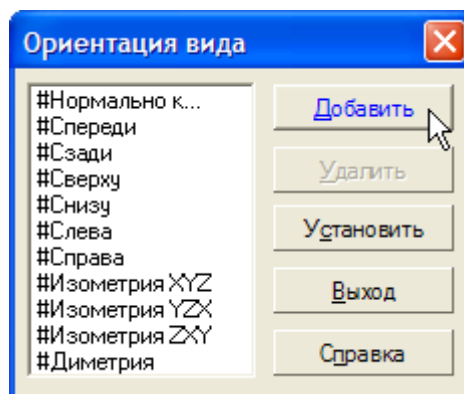 Ориентация вида
#Нормально к...
#Спереди
#Сзади
#Сверху
#Снизу
#Слева
#Справа
#Изометрия XYZ
#Изометрия YZX
#Изометрия ZXY
#Диметрия
Добавить
Удалить
Установить
Выход
Справка